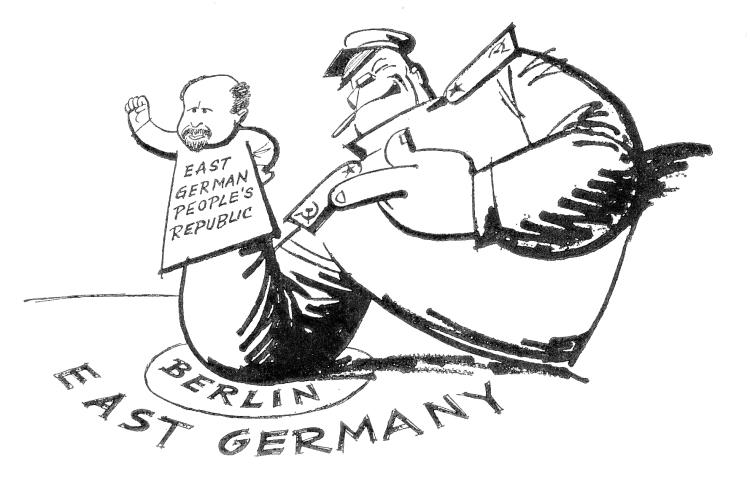 EAST
GERMAN
PEOPLE'S
REPUBLIC
BERLIN
EAST GERMANY